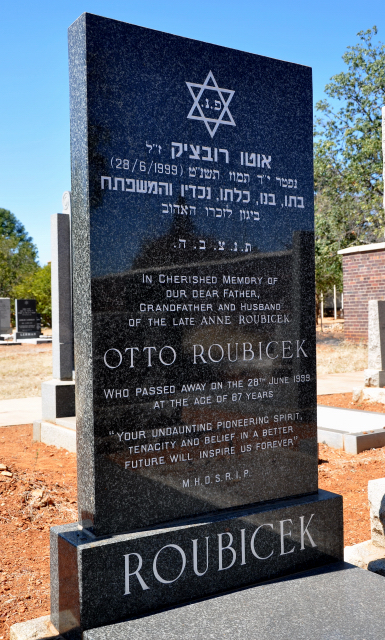 פ.נ.
אוטו רובציק ז"ל
נפטר י"ד תמוז תשנ"ט (28/6/1999)
בתו, בנו, כלתו, נכדיו והמשפחה
ביגון לזכרו האהוב
ת. נ. צ. ב. ה.
IN CHERISHED MEMORY OF
OUR DEAR FATHER,
GRANDFATHER AND HUSBAND
OF THE LATE ANNE ROUBICEK
OTTO ROUBICEK
WHO PASSED AWAY ON THE 28TH JUNE 1999
AT THE AGE OF 87 YEARS
"YOUR UNDAUNTING PIONEERING SPIRIT,
TENACITY AND BELIEF IN A BETTER
FUTURE WILL INSPIRE US FOREVER."
M.H.D.S.R.I.P.
ROUBICEK